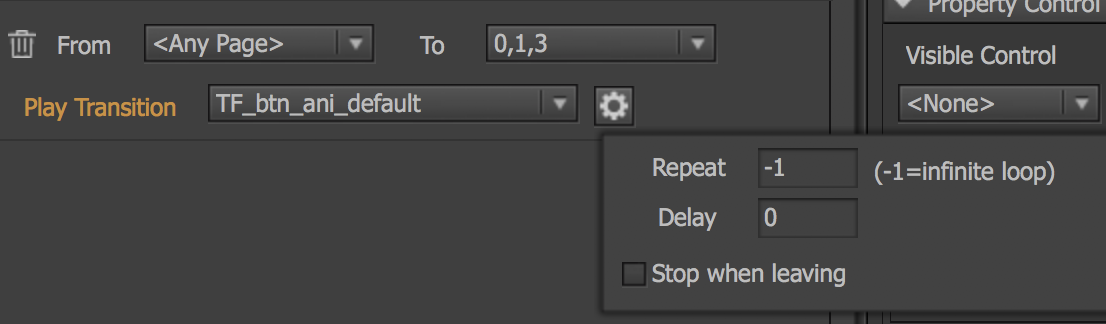 From <Any Page> To 0,1,3
Play Transition TF_btn_ani_default
Repeat -1 (-1=infinite loop)
Delay 0
Stop when leaving
Property Control
Visible Control
<None>